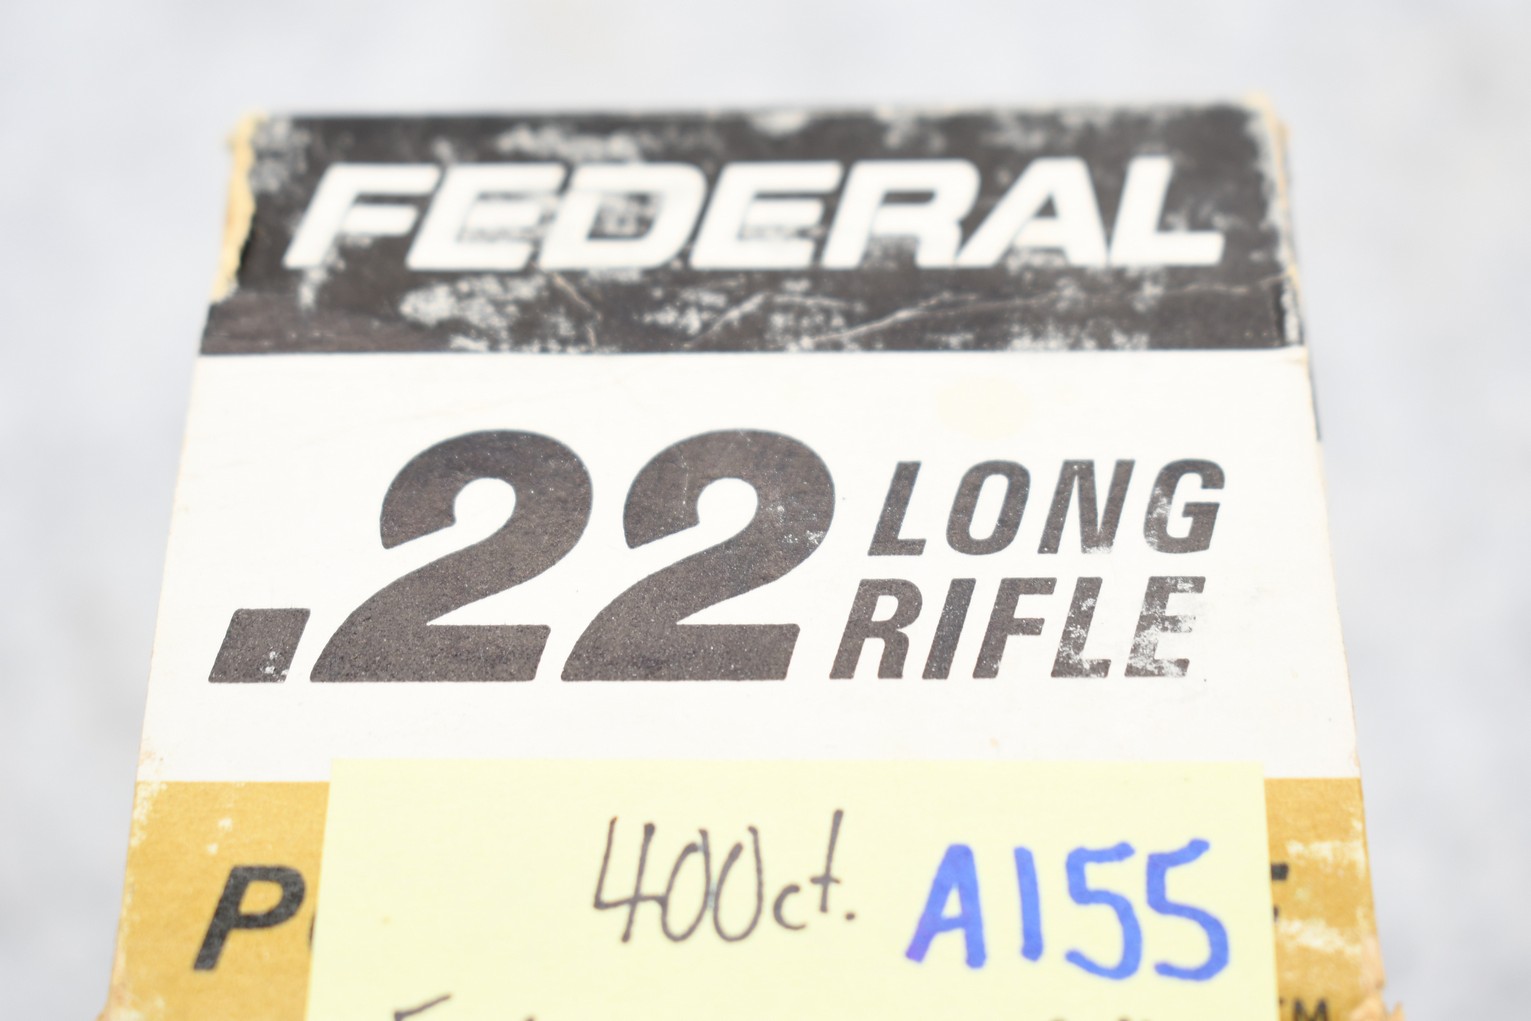 FEDERAL
.22 LONG
RIFLE
400ct. A155